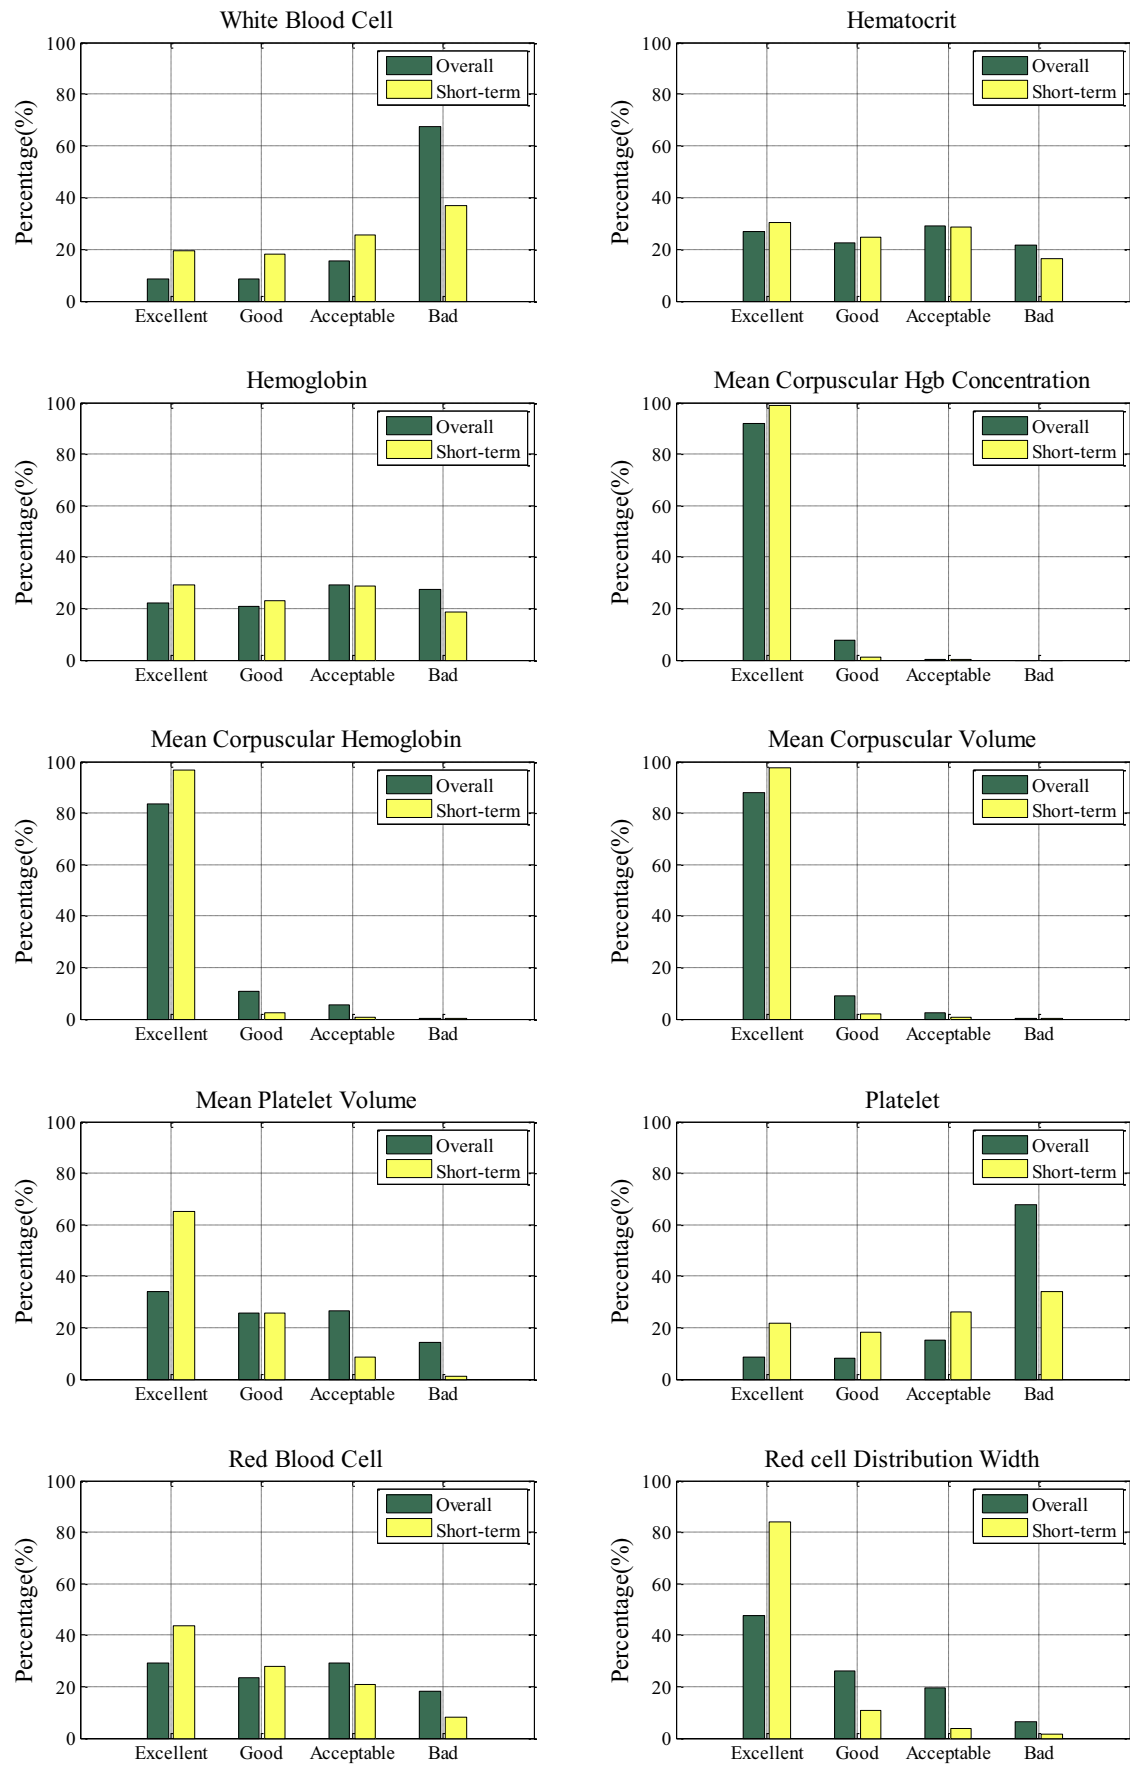 White Blood Cell
Percentage(%)
100
80
60
40
20
0
Overall
Short-term
Excellent Good Acceptable Bad
Hematocrit
Percentage(%)
100
80
60
40
20
0
Overall
Short-term
Excellent Good Acceptable Bad
Hemoglobin
Percentage(%)
100
80
60
40
20
0
Overall
Short-term
Excellent Good Acceptable Bad
Mean Corpuscular Hgb Concentration
Percentage(%)
100
80
60
40
20
0
Overall
Short-term
Excellent Good Acceptable Bad
Mean Corpuscular Hemoglobin
Percentage(%)
100
80
60
40
20
0
Overall
Short-term
Excellent Good Acceptable Bad
Mean Corpuscular Volume
Percentage(%)
100
80
60
40
20
0
Overall
Short-term
Excellent Good Acceptable Bad
Mean Platelet Volume
Percentage(%)
100
80
60
40
20
0
Overall
Short-term
Excellent Good Acceptable Bad
Platelet
Percentage(%)
100
80
60
40
20
0
Overall
Short-term
Excellent Good Acceptable Bad
Red Blood Cell
Percentage(%)
100
80
60
40
20
0
Overall
Short-term
Excellent Good Acceptable Bad
Red cell Distribution Width
Percentage(%)
100
80
60
40
20
0
Overall
Short-term
Excellent Good Acceptable Bad